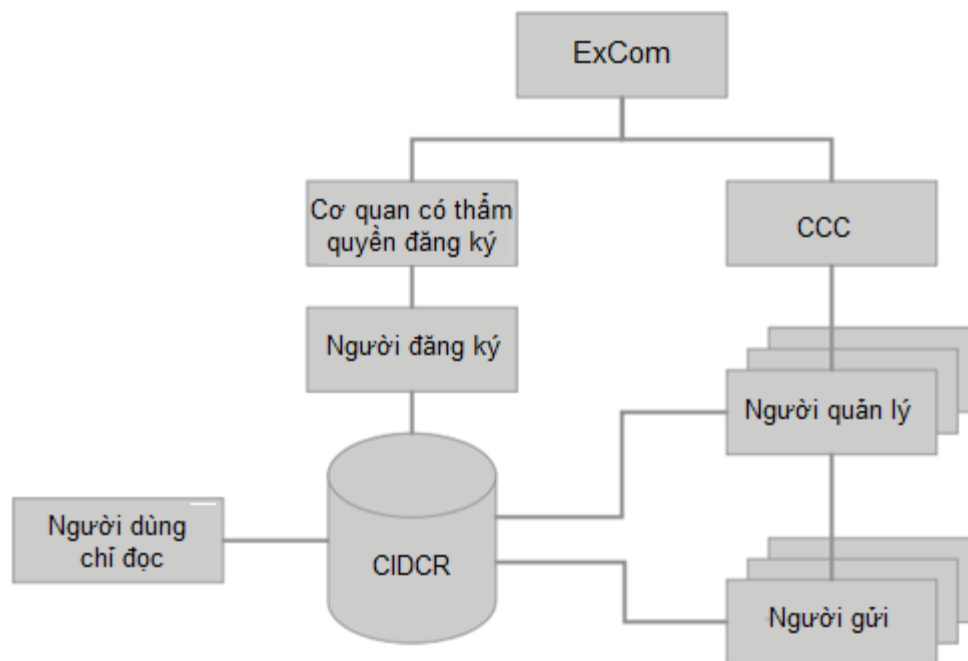 ExCom
Cơ quan có thẩm
quyền đăng ký
CCC
Người đăng ký
Người quản lý
Người dùng
chỉ đọc
CIDCR
Người gửi